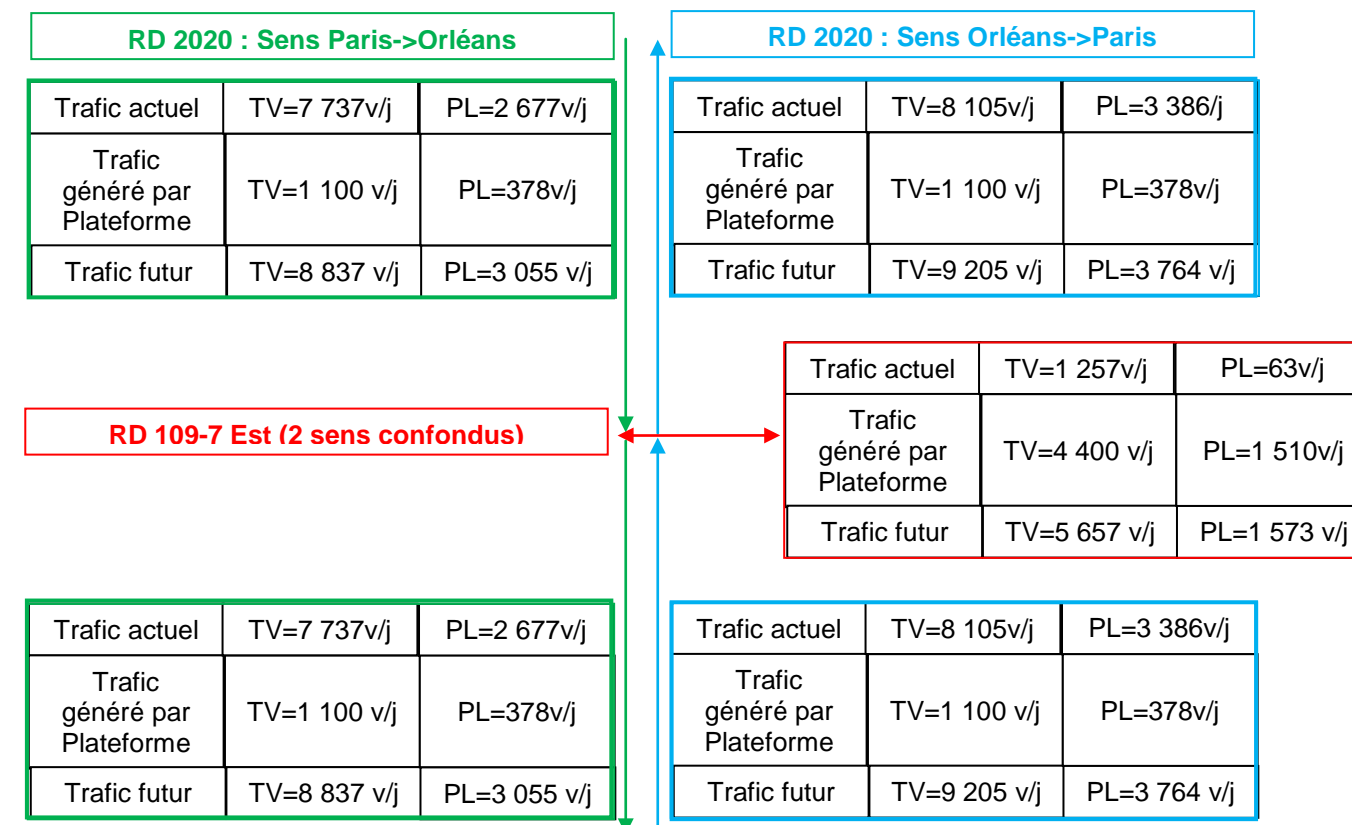 RD 2020 : Sens Paris->Orléans
RD 2020 : Sens Orléans->Paris
Trafic actuel TV=7 737v/j PL=2 677v/j
Trafic
généré par
Plateforme
TV=1 100 v/j PL=378v/j
Trafic futur TV=8 837 v/j PL=3 055 v/j
Trafic actuel TV=8 105v/j PL=3 386/j
Trafic
généré par
Plateforme
TV=1 100 v/j PL=378v/j
Trafic futur TV=9 205 v/j PL=3 764 v/j
RD 109-7 Est (2 sens confondus)
Trafic actuel TV=1 257v/j PL=63v/j
Trafic
généré par
Plateforme
TV=4 400 v/j PL=1 510v/j
Trafic futur TV=5 657 v/j PL=1 573 v/j
Trafic actuel TV=7 737v/j PL=2 677v/j
Trafic
généré par
Plateforme
TV=1 100 v/j PL=378v/j
Trafic futur TV=8 837 v/j PL=3 055 v/j
Trafic actuel TV=8 105v/j PL=3 386v/j
Trafic
généré par
Plateforme
TV=1 100 v/j PL=378v/j
Trafic futur TV=9 205 v/j PL=3 764 v/j